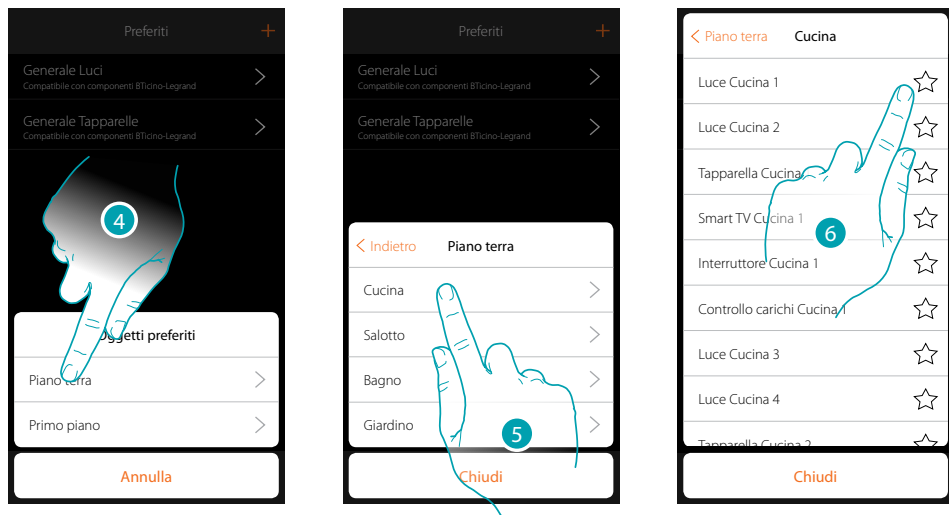 Preferiti
+
Generale Luci
Compatibile con componenti BTicino-Legrand
Generale Tapparelle
Compatibile con componenti BTicino-Legrand
4
Oggetti preferiti
Piano terra
Primo piano
Annulla
Preferiti
+
Generale Luci
Compatibile con componenti BTicino-Legrand
Generale Tapparelle
Compatibile con componenti BTicino-Legrand
Indietro Piano terra
Cucina
Salotto
Bagno
Giardino
5
Chiudi
Piano terra Cucina
Luce Cucina 1
Luce Cucina 2
Tapparella Cucina
Smart TV Cucina 1
6
Interruttore Cucina 1
Controllo carichi Cucina 1
Luce Cucina 3
Luce Cucina 4
Tapparella Cucina 2
Chiudi